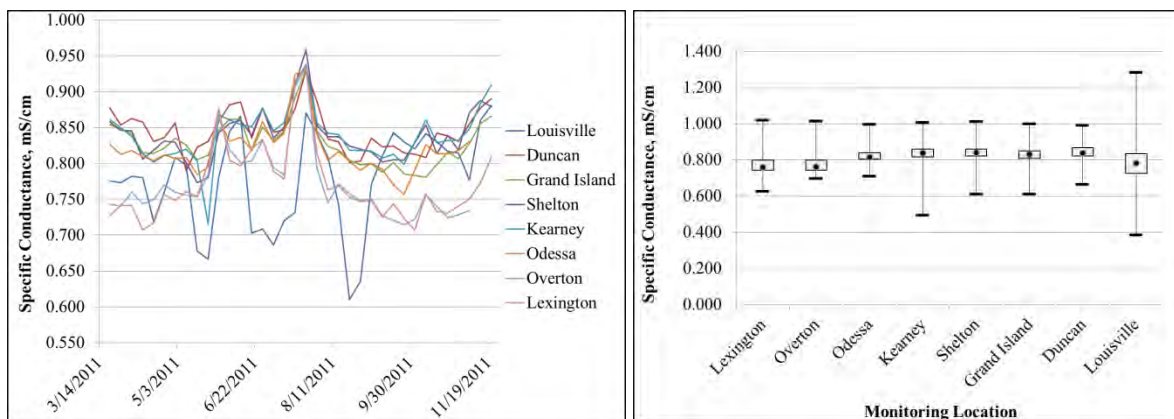 Specific Conductance, mS/cm
1.000
0.950
0.900
0.850
0.800
0.750
0.700
0.650
0.600
0.550
3/14/2011
5/3/2011
6/22/2011
8/11/2011
9/30/2011
11/19/2011
Louisville
Duncan
Grand Island
Shelton
Kearney
Odessa
Overton
Lexington
Specific Conductance, mS/cm
1.400
1.200
1.000
0.800
0.600
0.400
0.200
0.000
Lexington
Overton
Odessa
Kearney
Shelton
Grand Island
Duncan
Louisville
Monitoring Location